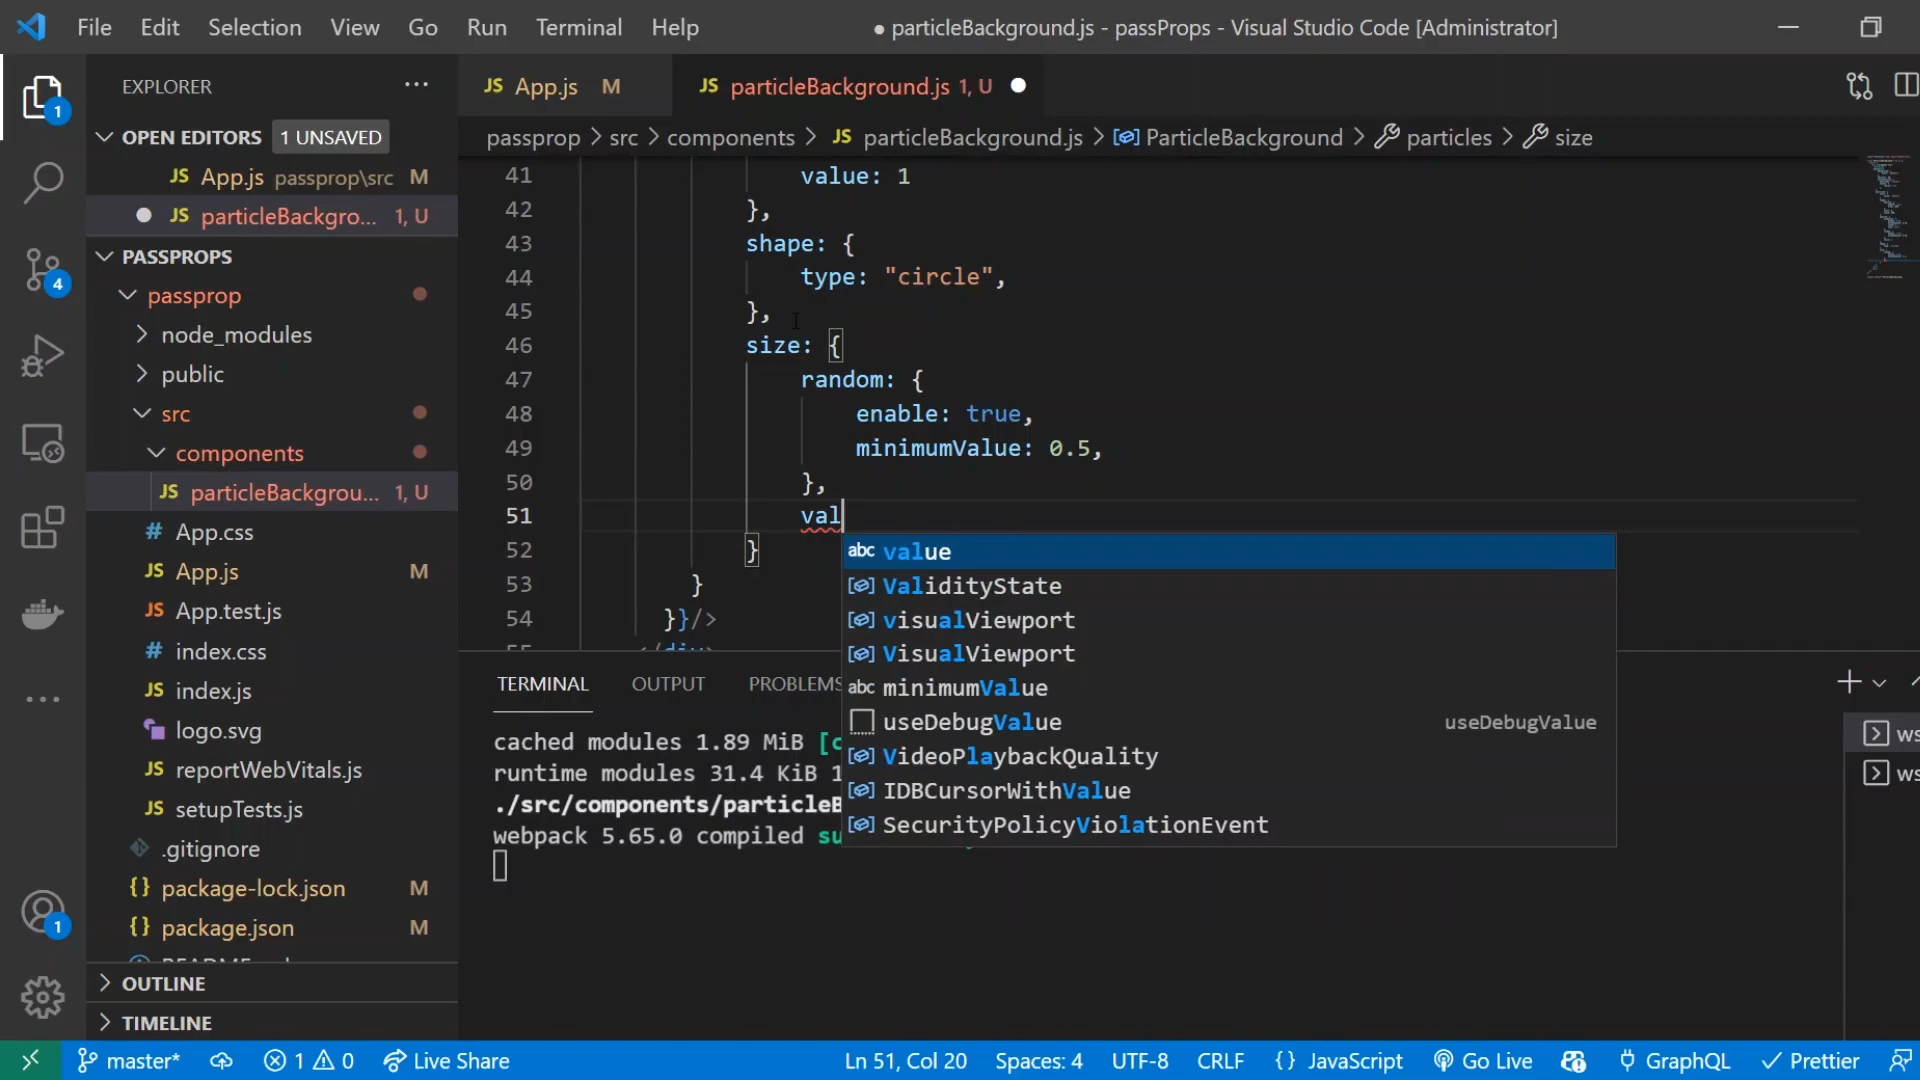 File Edit Selection View Go Run Terminal Help
● particleBackground.js - passProps - Visual Studio Code [Administrator]
EXPLORER
OPEN EDITORS 1 UNSAVED
JS App.js passprop\src M
JS particleBackgro... 1, U
PASSPROPS
passprop
node_modules
public
src
components
JS particleBackgrou... 1, U
# App.css
JS App.js M
JS App.test.js
# index.css
JS index.js
logo.svg
JS reportWebVitals.js
JS setupTests.js
.gitignore
{} package-lock.json M
{} package.json M
OUTLINE
TIMELINE
1
4
1
JS App.js M
JS particleBackground.js 1, U
passprop > src > components > JS particleBackground.js > ParticleBackground > particles > size
41 value: 1
42 },
43 shape: {
44 type: "circle",
45 },
46 size: {
47 random: {
48 enable: true,
49 minimumValue: 0.5,
50 },
51 val
52 }
53 }
54 }}/>
abc value
ValidityState
visualViewport
VisualViewport
abc minimumValue
useDebugValue useDebugValue
VideoPlaybackQuality
IDBCursorWithValue
SecurityPolicyViolationEvent
TERMINAL OUTPUT PROBLEMS
cached modules 1.89 MiB [c
runtime modules 31.4 KiB 1
./src/components/particleB
webpack 5.65.0 compiled su
ws
ws
master* 1 0 Live Share Ln 51, Col 20 Spaces: 4 UTF-8 CRLF {} JavaScript Go Live GraphQL Prettier